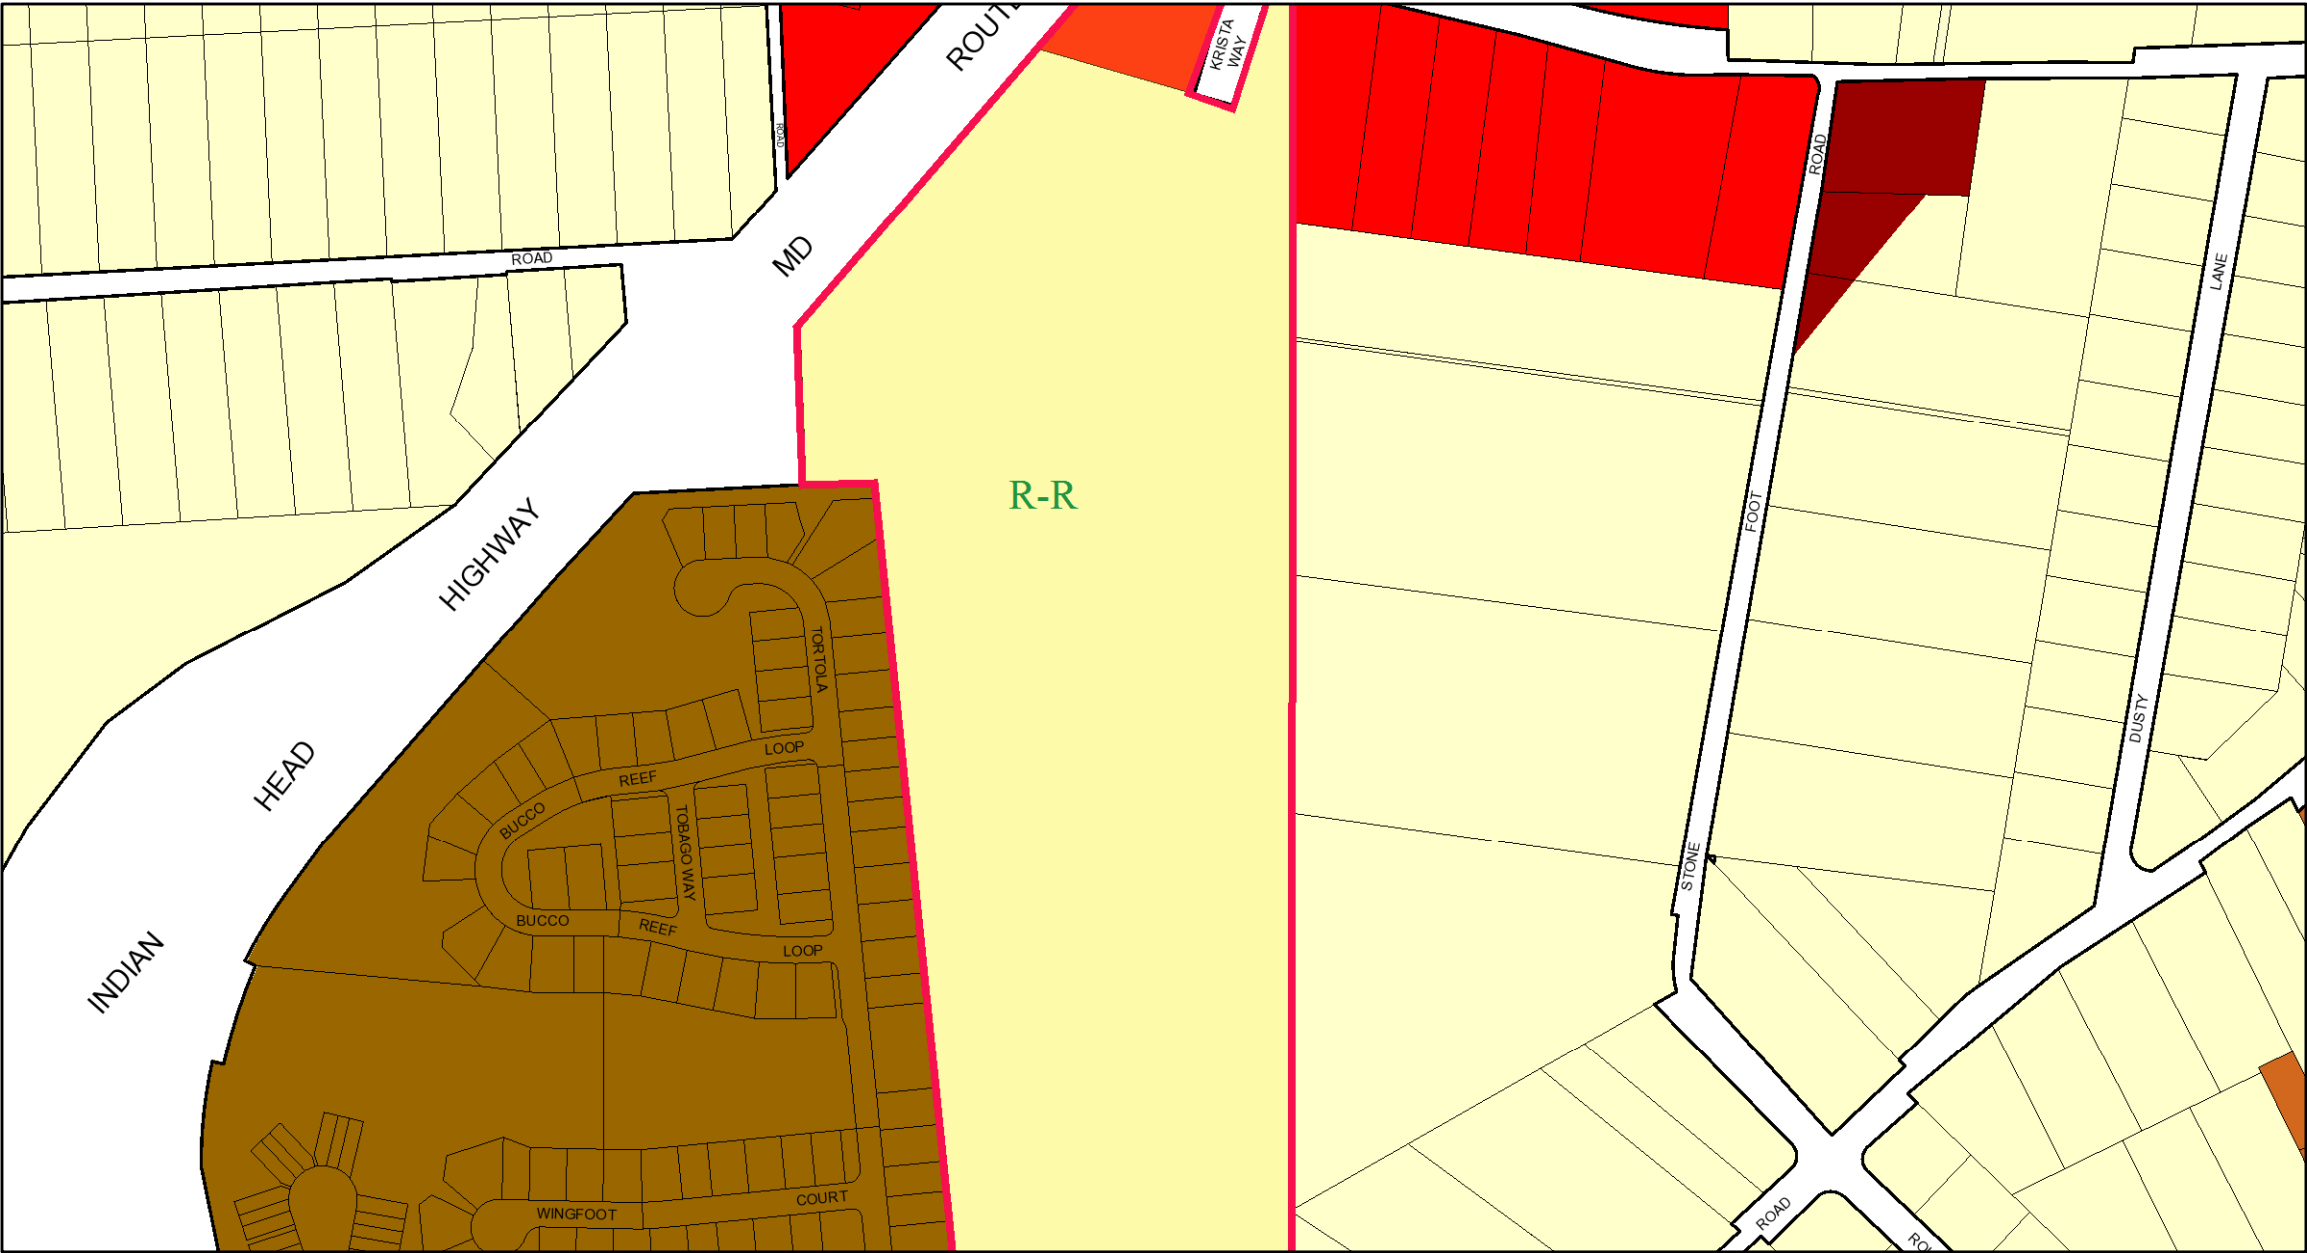 ROUTE
KRISTA
WAY
ROAD
ROAD
ROAD
MD
LANE
R-R
FOOT
HIGHWAY
TORTOLA
DUSTY
LOOP
REEF
HEAD
BUCCO
TOBAGO WAY
STONE
BUCCO
REEF
LOOP
INDIAN
COURT
WINGFOOT
ROAD